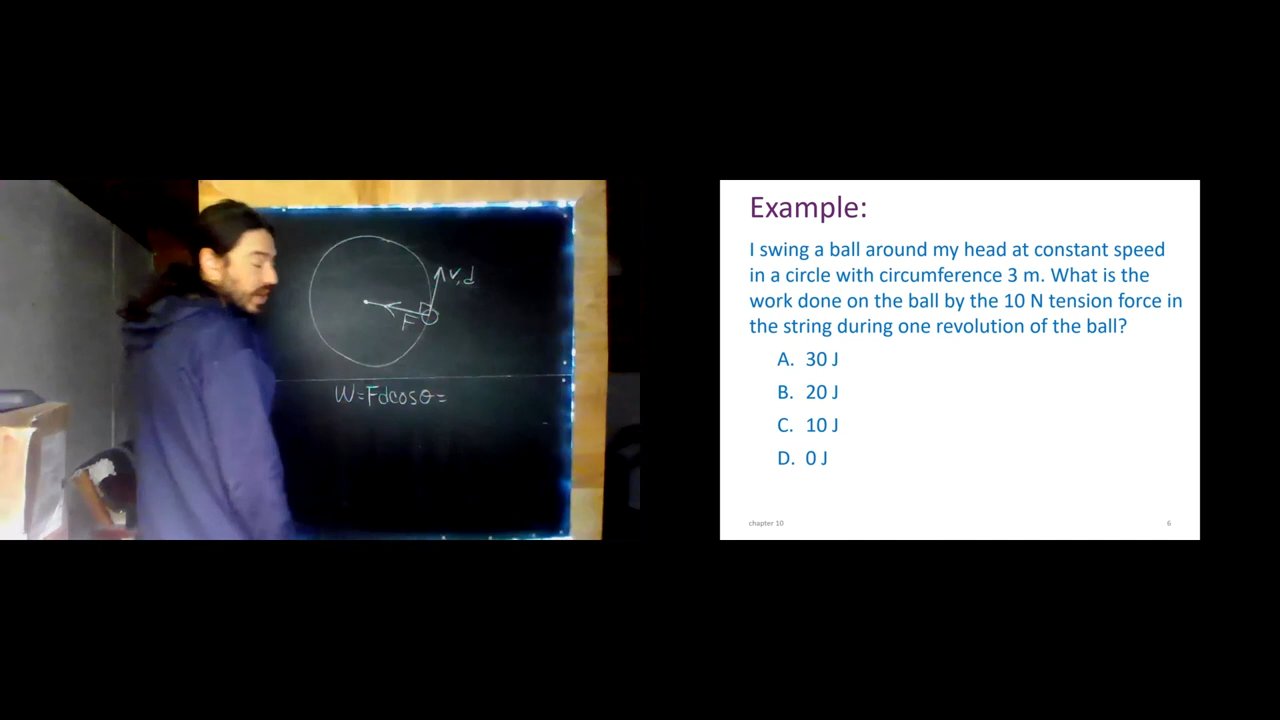 v,d
F
W=Fdcosθ=
Example:
I swing a ball around my head at constant speed
in a circle with circumference 3 m. What is the
work done on the ball by the 10 N tension force in
the string during one revolution of the ball?
A. 30 J
B. 20 J
C. 10 J
D. 0 J
chapter 10
6